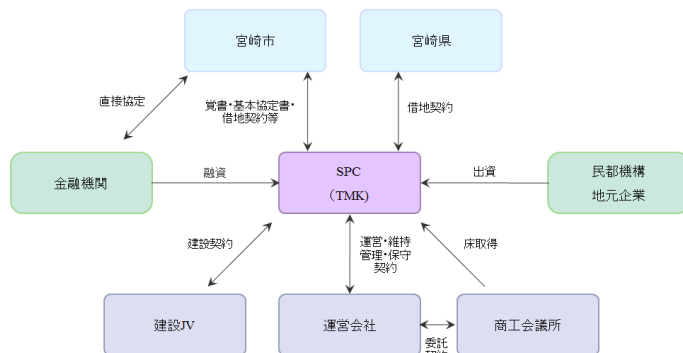 宮崎市
宮崎県
直接協定
覚書・基本協定書・
借地契約等
借地契約
金融機関
融資
SPC
（TMK)
出資
民都機構
地元企業
建設契約
運営・維持
管理・保守
契約
床取得
建設JV
運営会社
商工会議所
委託
契約